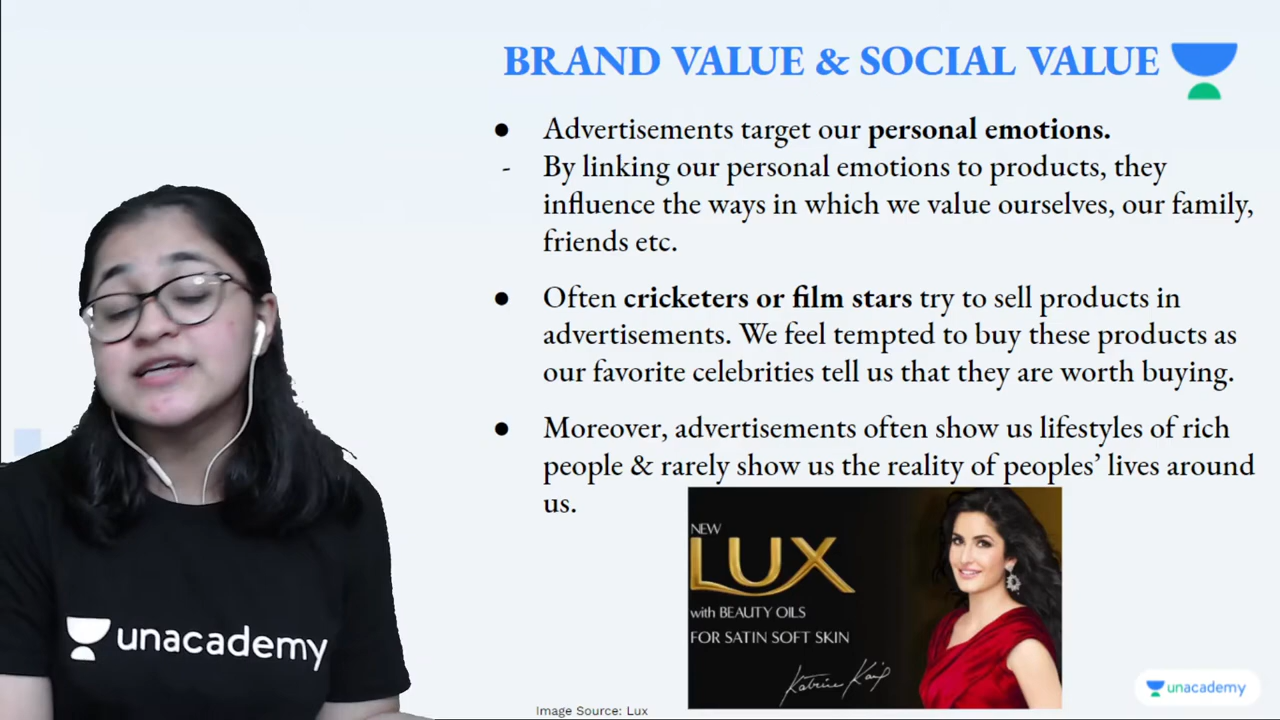 BRAND VALUE & SOCIAL VALUE
● Advertisements target our personal emotions.
- By linking our personal emotions to products, they
influence the ways in which we value ourselves, our family,
friends etc.
● Often cricketers or film stars try to sell products in
advertisements. We feel tempted to buy these products as
our favorite celebrities tell us that they are worth buying.
● Moreover, advertisements often show us lifestyles of rich
people & rarely show us the reality of peoples’ lives around
us.
NEW
LUX
with BEAUTY OILS
FOR SATIN SOFT SKIN
Katrina Kaif
Image Source: Lux
unacademy
unacademy